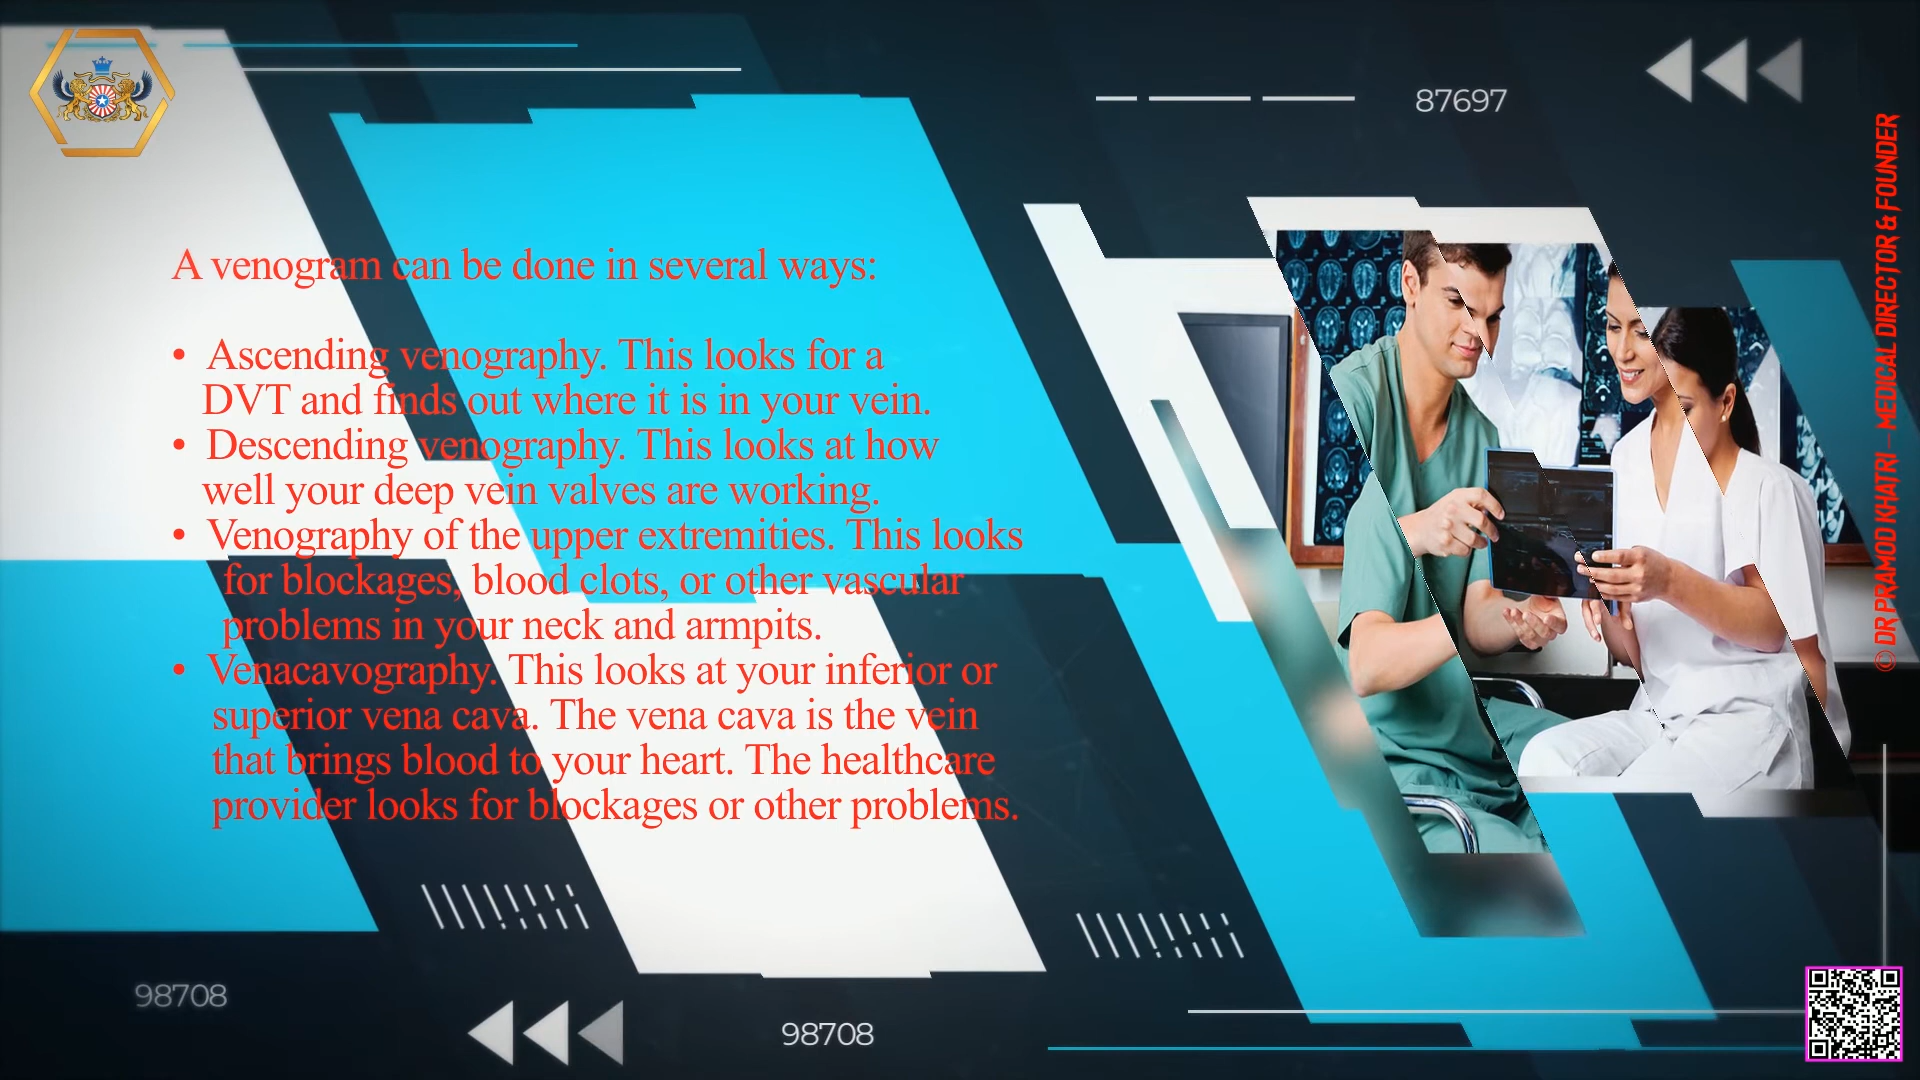 87697
A venogram can be done in several ways:
• Ascending venography. This looks for a
DVT and finds out where it is in your vein.
• Descending venography. This looks at how
well your deep vein valves are working.
• Venography of the upper extremities. This looks
for blockages, blood clots, or other vascular
problems in your neck and armpits.
• Venacavography. This looks at your inferior or
superior vena cava. The vena cava is the vein
that brings blood to your heart. The healthcare
provider looks for blockages or other problems.
98708
98708
© DR PRAMOD KHATRI – MEDICAL DIRECTOR & FOUNDER